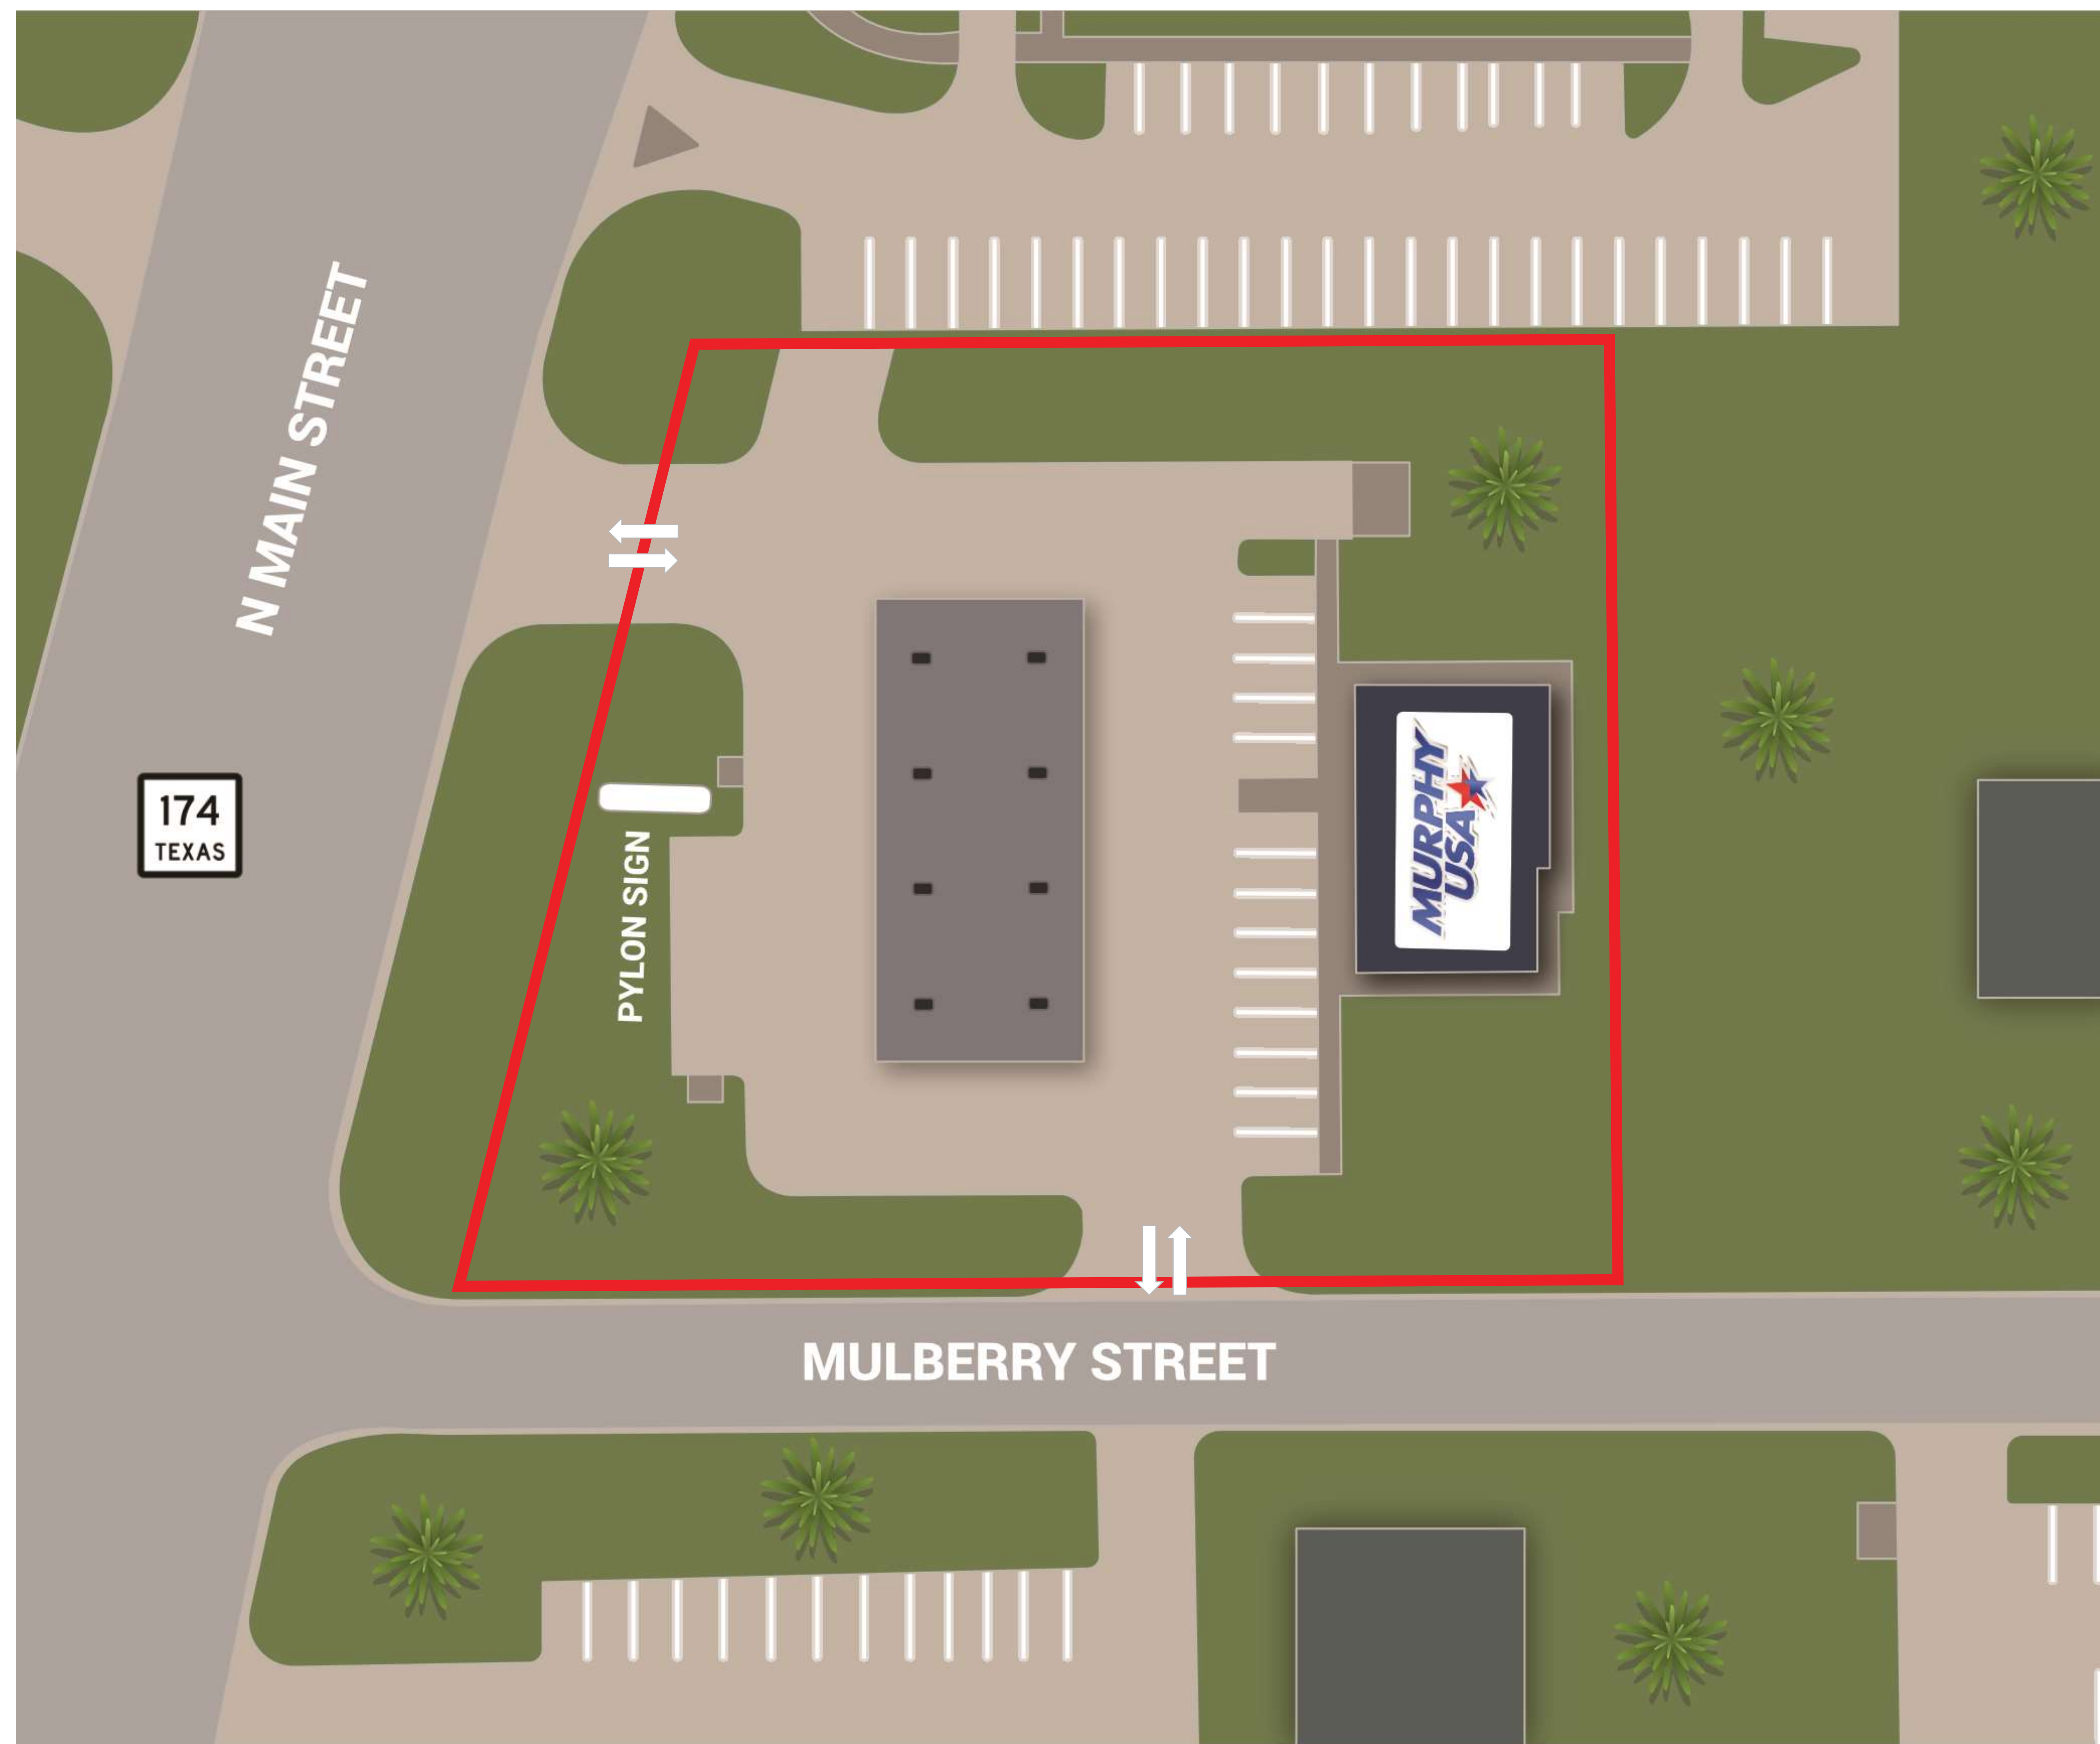 N MAIN STREET
174
TEXAS
PYLON SIGN
MURPHY
USA
MULBERRY STREET